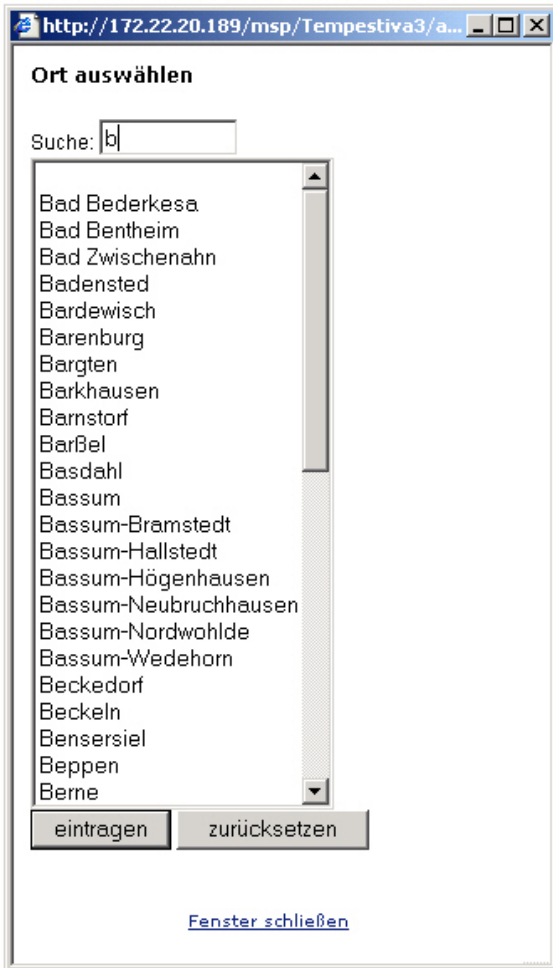 http://172.22.20.189/msp/Tempestiva3/a...
Ort auswählen
Suche: b
Bad Bederkesa
Bad Bentheim
Bad Zwischenahn
Badensted
Bardewisch
Barenburg
Bargten
Barkhausen
Barnstorf
Barßel
Basdahl
Bassum
Bassum-Bramstedt
Bassum-Hallstedt
Bassum-Högenhausen
Bassum-Neubruchhausen
Bassum-Nordwohlde
Bassum-Wedehorn
Beckedorf
Beckeln
Bensersiel
Beppen
Berne
eintragen zurücksetzen
Fenster schließen